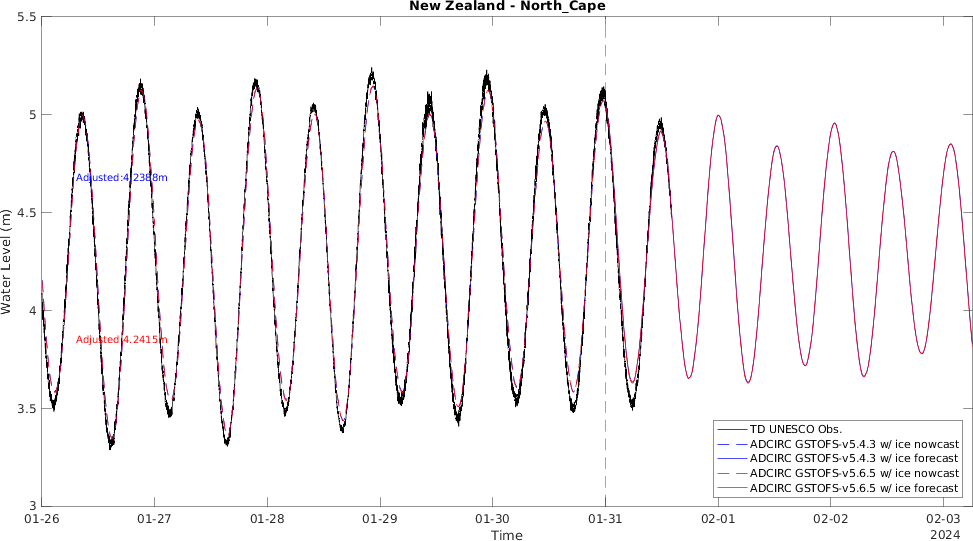 New Zealand - North_Cape
5.5
5
4.5
4
3.5
3
Water Level (m)
Adjusted:4.2388m
Adjusted:4.2415m
TD UNESCO Obs.
ADCIRC GSTOFS-v5.4.3 w/ ice nowcast
ADCIRC GSTOFS-v5.4.3 w/ ice forecast
ADCIRC GSTOFS-v5.6.5 w/ ice nowcast
ADCIRC GSTOFS-v5.6.5 w/ ice forecast
01-26 01-27 01-28 01-29 01-30 01-31 02-01 02-02 02-03
Time
2024